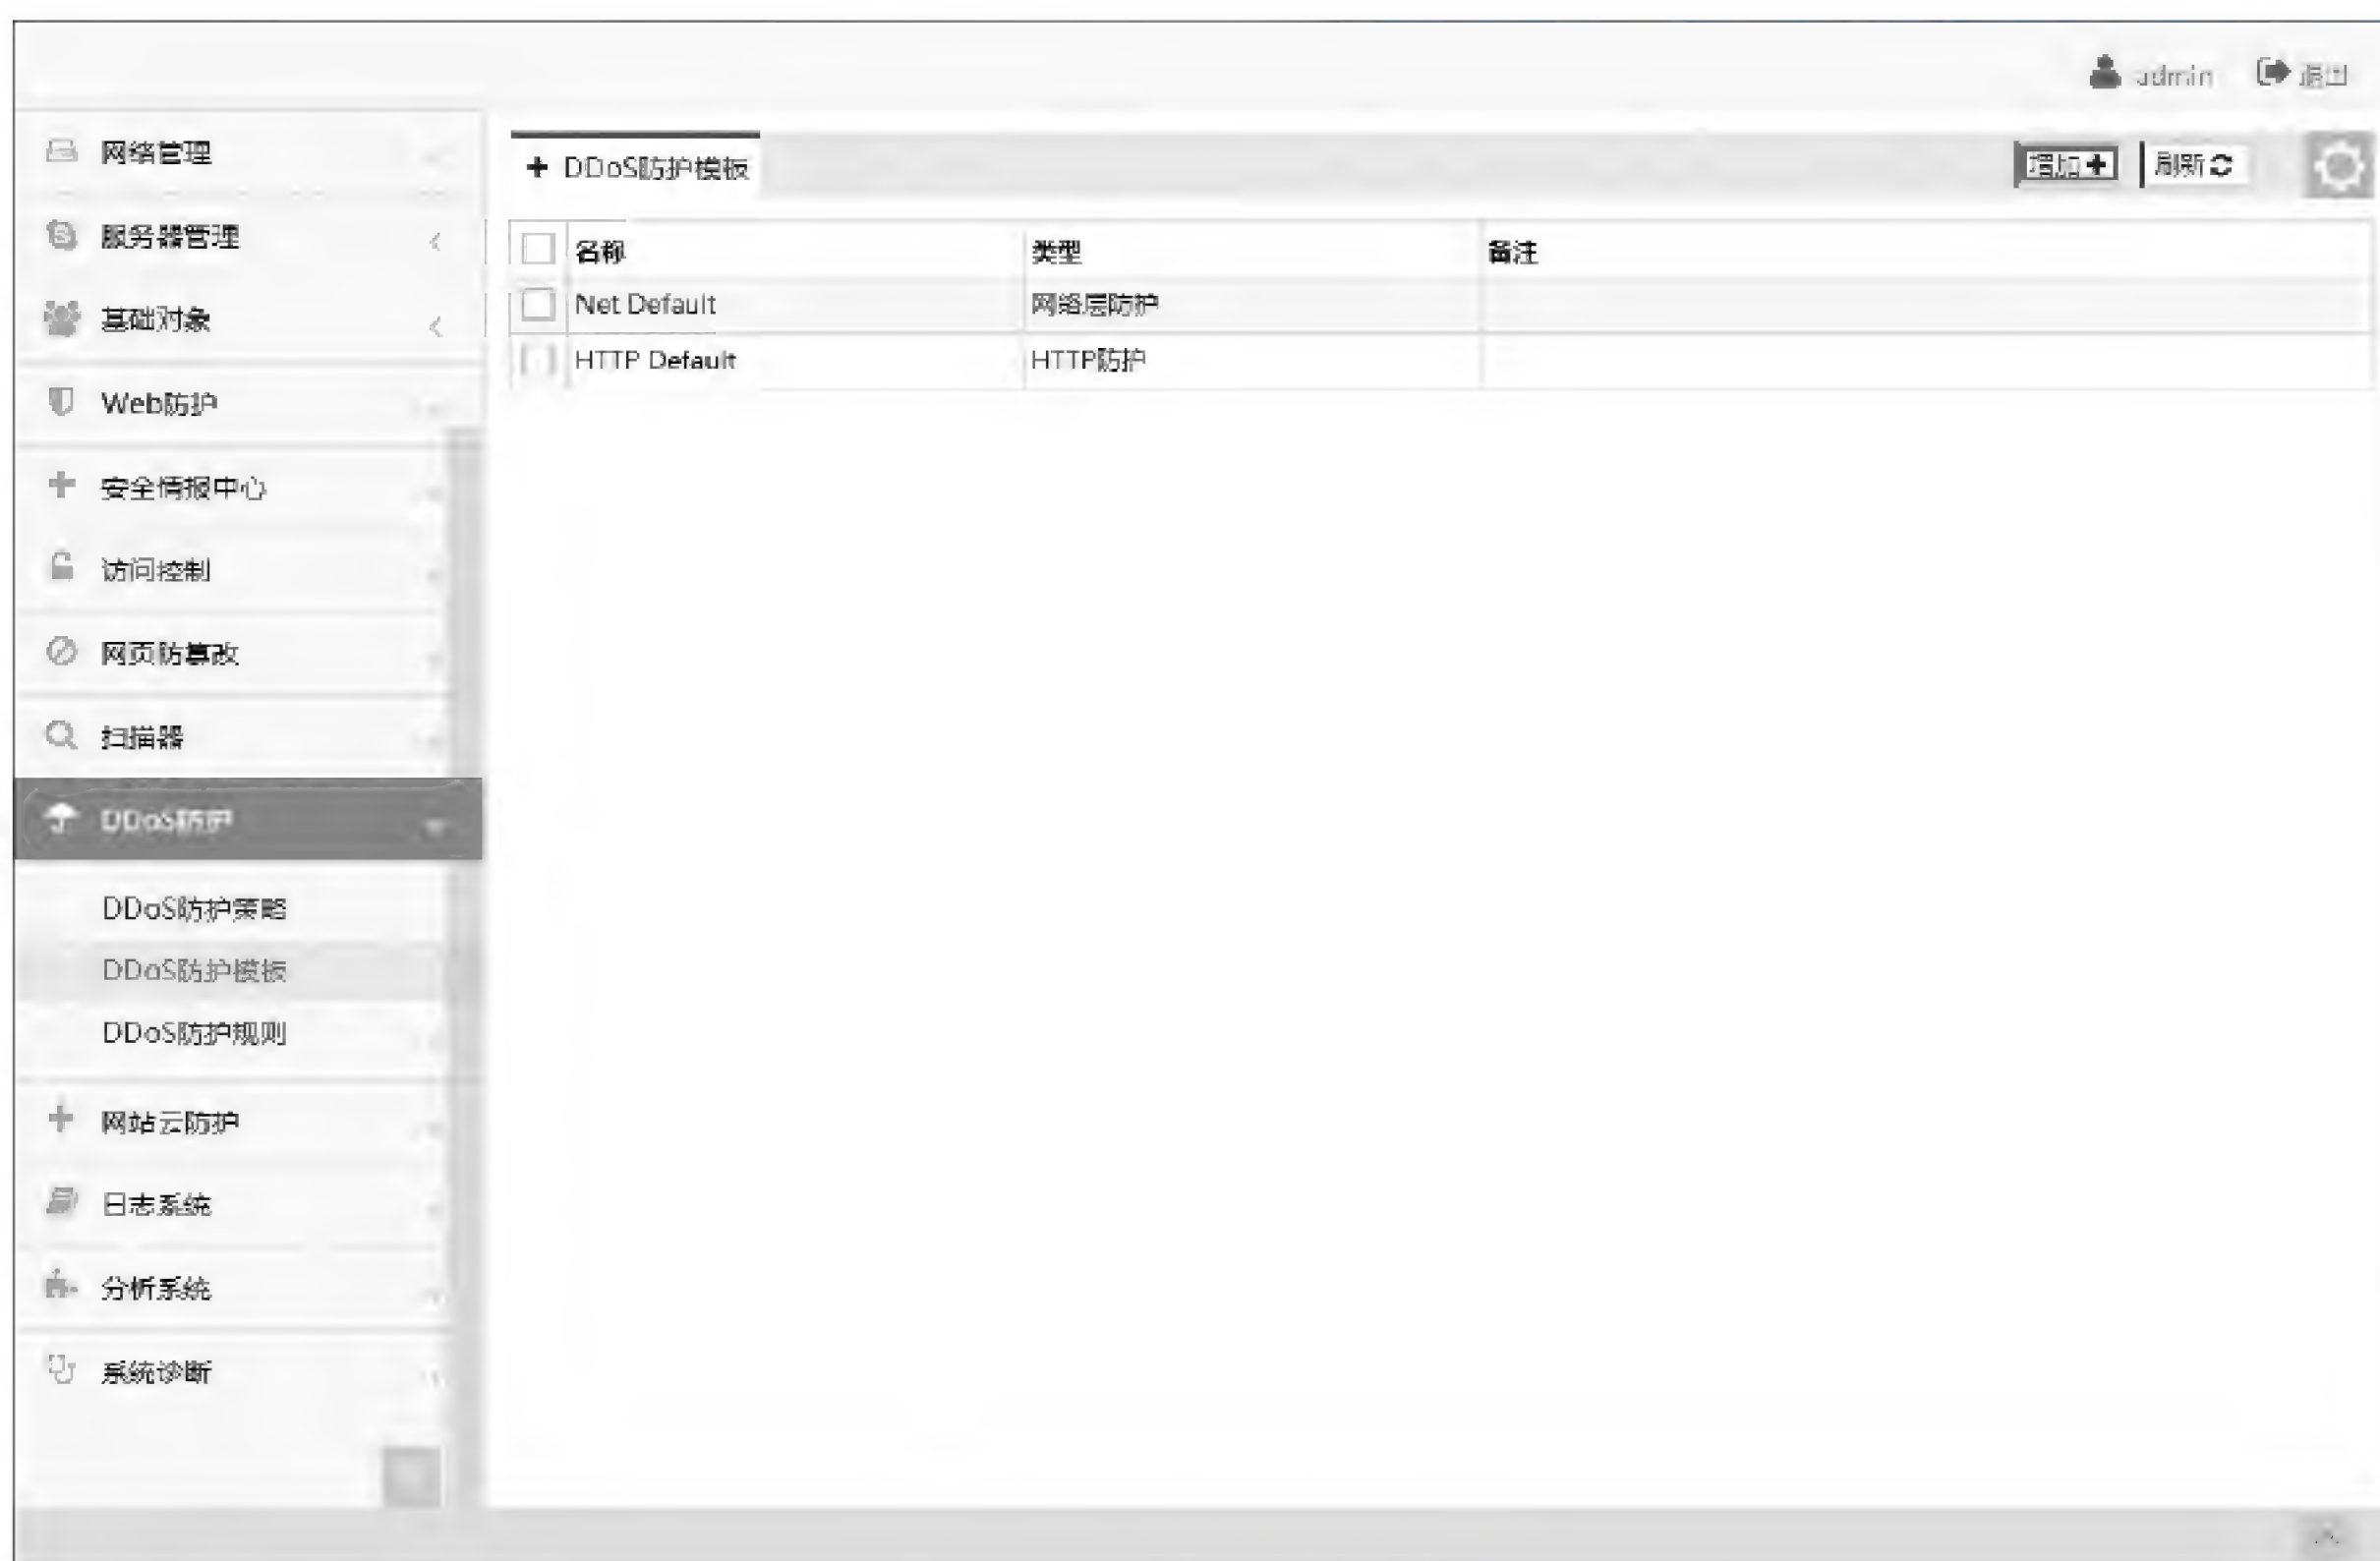 admin 退出
网络管理
服务器管理
基础对象
Web防护
安全情报中心
访问控制
网页防篡改
扫描器
DDoS防护
DDoS防护策略
DDoS防护模板
DDoS防护规则
网站云防护
日志系统
分析系统
系统诊断
DDoS防护模板 增加 刷新
名称 类型 备注
Net Default 网络层防护
HTTP Default HTTP防护